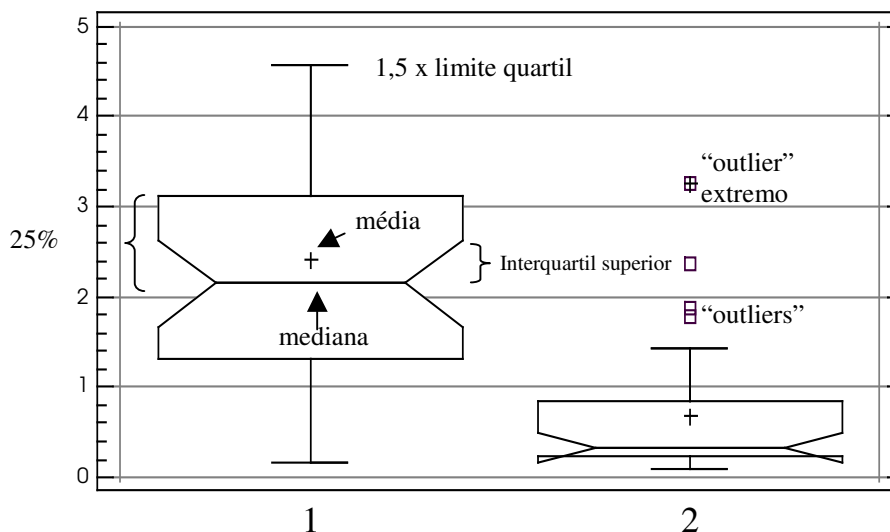 5
1,5 x limite quartil
4
“outlier”
extremo
3
média
25%
Interquartil superior
2
“outliers”
mediana
1
0
1
2